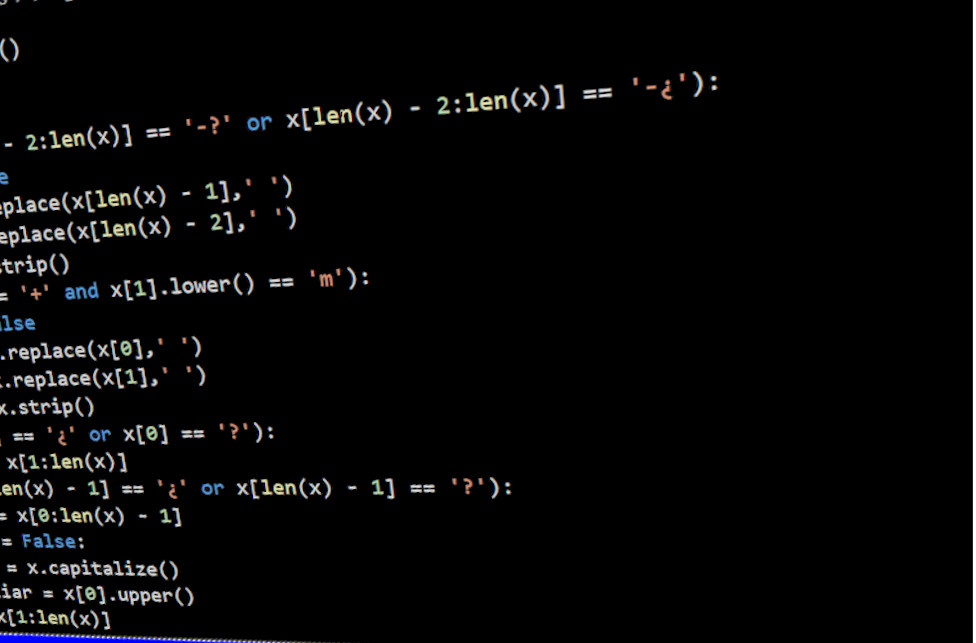 ()
- 2:len(x)] == '-?' or x[len(x) - 2:len(x)] == '-¿'):
e
eplace(x[len(x) - 1],' ')
eplace(x[len(x) - 2],' ')
strip()
= '+' and x[1].lower() == 'm'):
alse
.replace(x[0],' ')
x.replace(x[1],' ')
x.strip()
] == '¿' or x[0] == '?'):
x[1:len(x)]
len(x) - 1] == '¿' or x[len(x) - 1] == '?'):
= x[0:len(x) - 1]
= False:
= x.capitalize()
iar = x[0].upper()
x[1:len(x)]